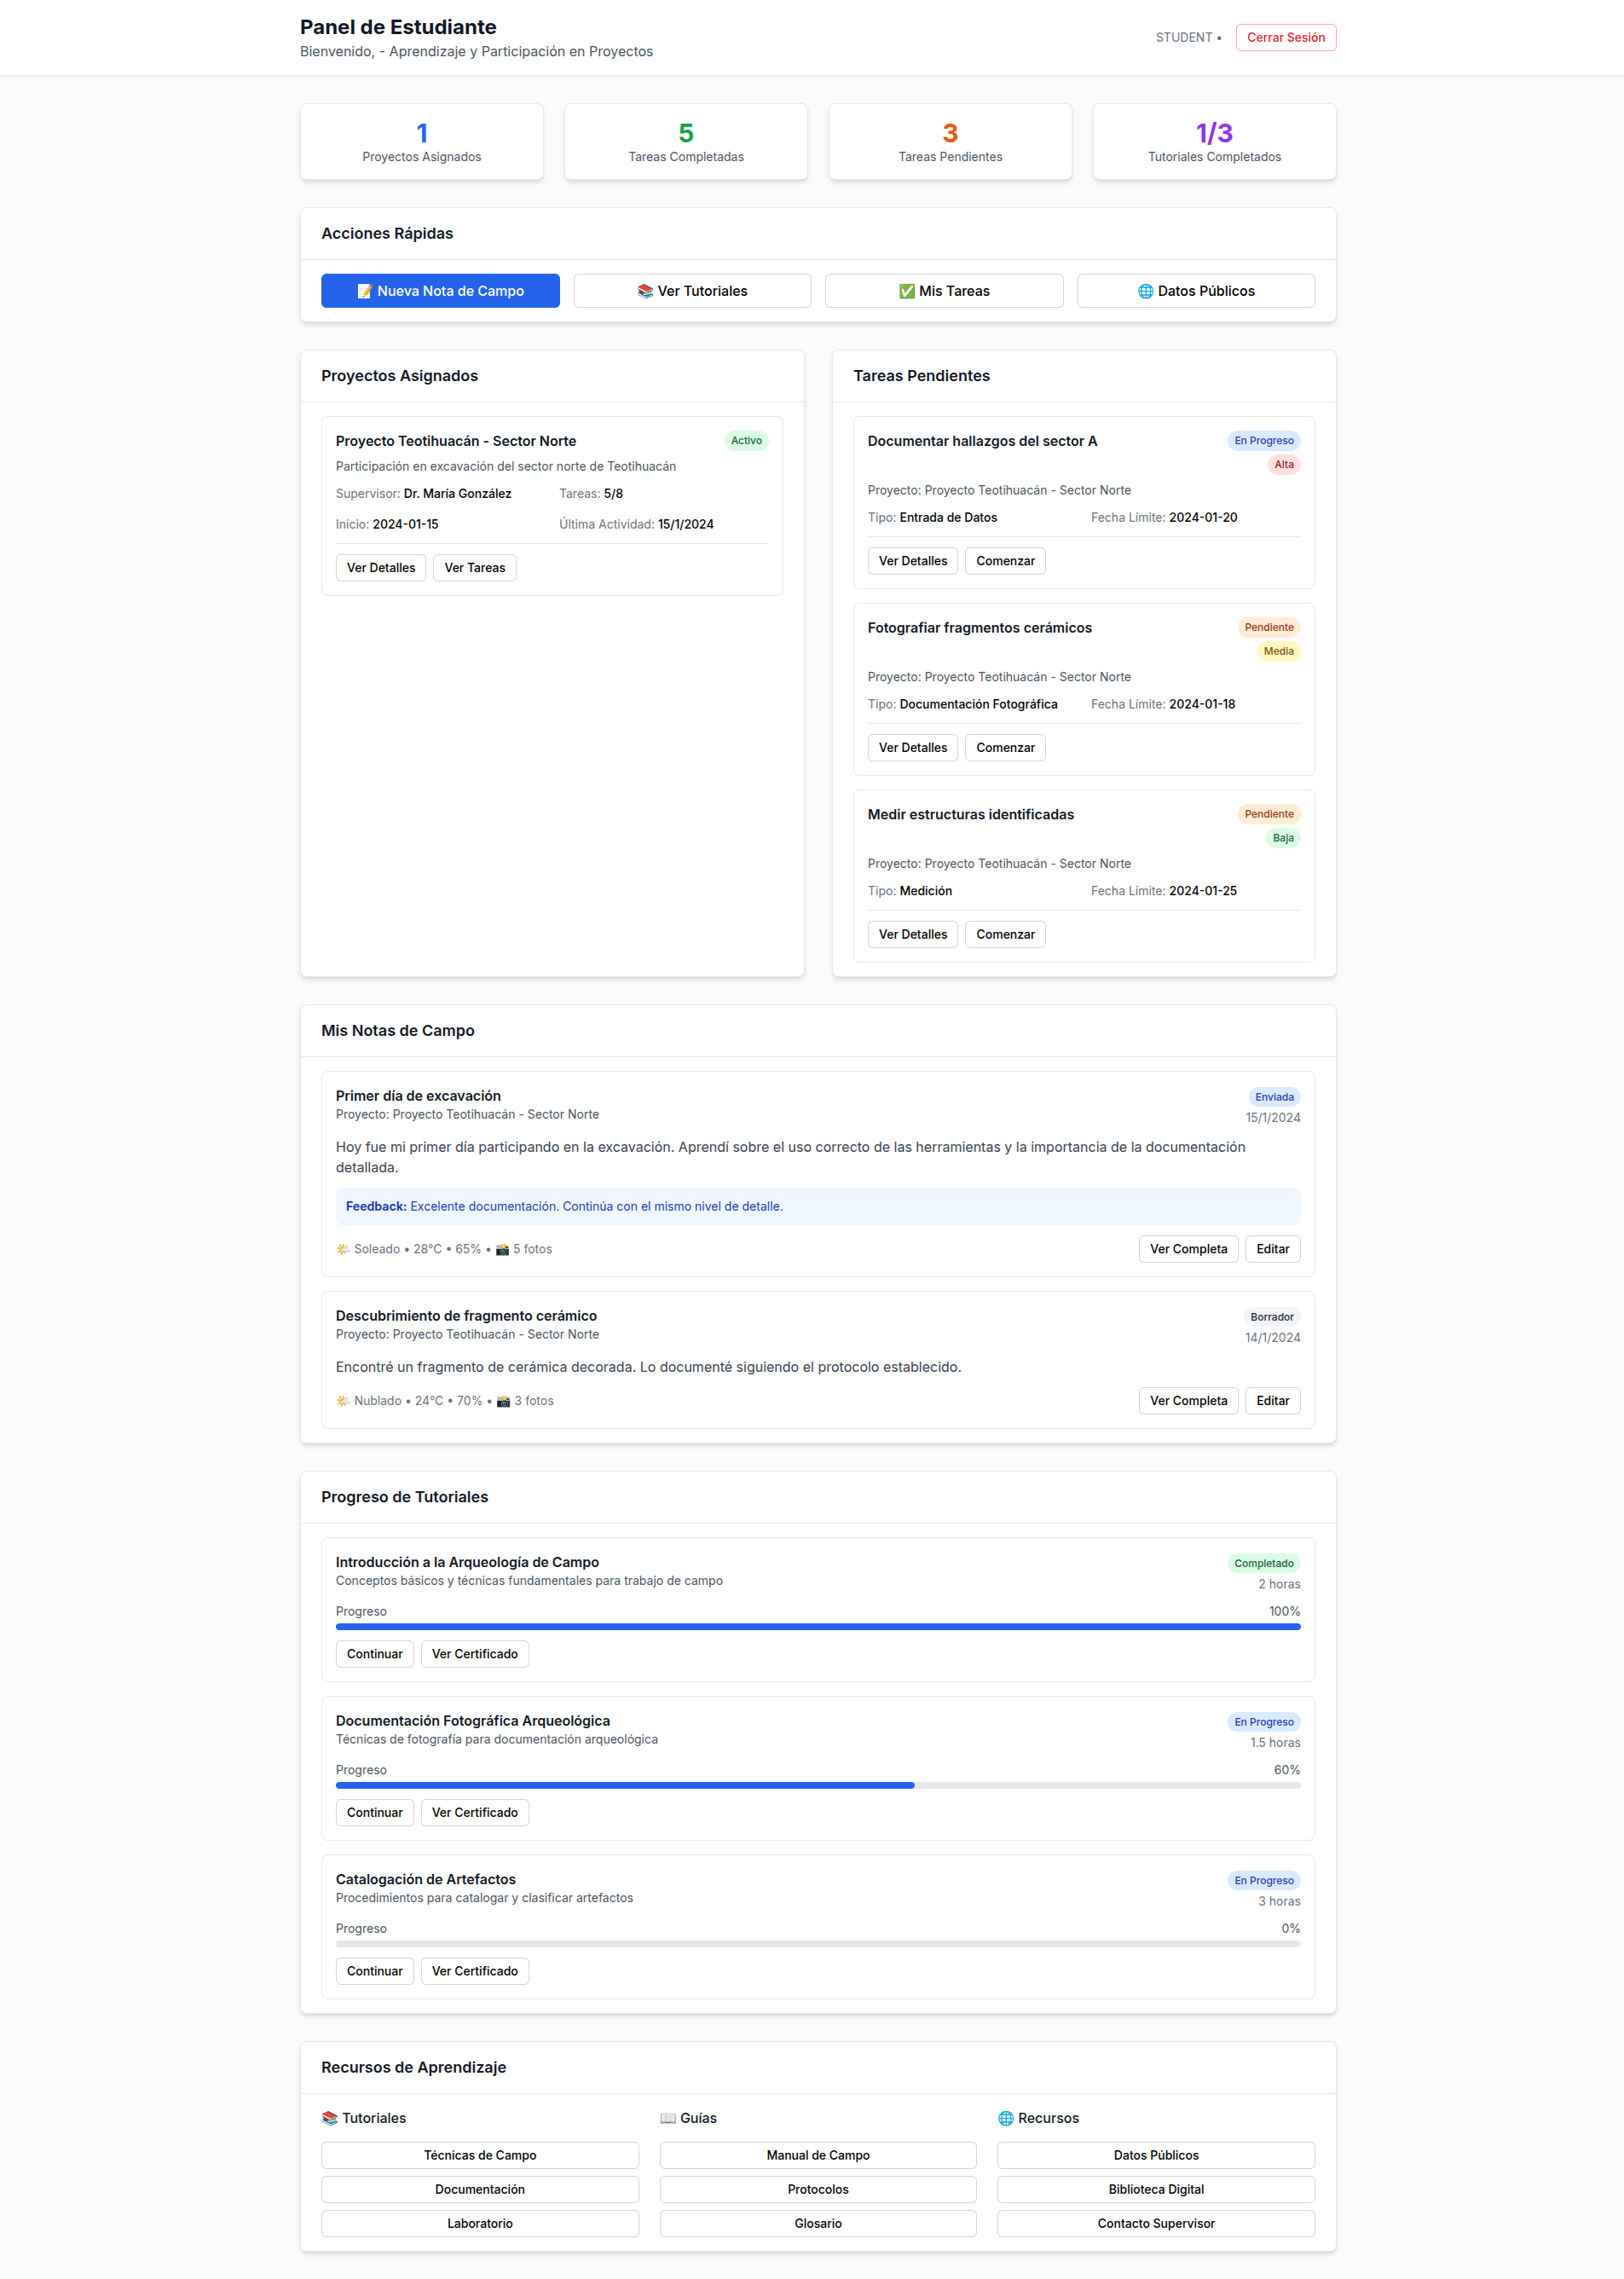 Panel de Estudiante
Bienvenido, - Aprendizaje y Participación en Proyectos
STUDENT •
Cerrar Sesión
1
Proyectos Asignados
5
Tareas Completadas
3
Tareas Pendientes
1/3
Tutoriales Completados
Acciones Rápidas
📝 Nueva Nota de Campo
📚 Ver Tutoriales
✅ Mis Tareas
🌐 Datos Públicos
Proyectos Asignados
Proyecto Teotihuacán - Sector Norte
Activo
Participación en excavación del sector norte de Teotihuacán
Supervisor: Dr. María González
Tareas: 5/8
Inicio: 2024-01-15
Última Actividad: 15/1/2024
Ver Detalles
Ver Tareas
Tareas Pendientes
Documentar hallazgos del sector A
En Progreso
Alta
Proyecto: Proyecto Teotihuacán - Sector Norte
Tipo: Entrada de Datos
Fecha Límite: 2024-01-20
Ver Detalles
Comenzar
Fotografiar fragmentos cerámicos
Pendiente
Media
Proyecto: Proyecto Teotihuacán - Sector Norte
Tipo: Documentación Fotográfica
Fecha Límite: 2024-01-18
Ver Detalles
Comenzar
Medir estructuras identificadas
Pendiente
Baja
Proyecto: Proyecto Teotihuacán - Sector Norte
Tipo: Medición
Fecha Límite: 2024-01-25
Ver Detalles
Comenzar
Mis Notas de Campo
Primer día de excavación
Enviada
Proyecto: Proyecto Teotihuacán - Sector Norte
15/1/2024
Hoy fue mi primer día participando en la excavación. Aprendí sobre el uso correcto de las herramientas y la importancia de la documentación
detallada.
Feedback: Excelente documentación. Continúa con el mismo nivel de detalle.
🌤️ Soleado • 28°C • 65% • 📸 5 fotos
Ver Completa
Editar
Descubrimiento de fragmento cerámico
Borrador
Proyecto: Proyecto Teotihuacán - Sector Norte
14/1/2024
Encontré un fragmento de cerámica decorada. Lo documenté siguiendo el protocolo establecido.
🌤️ Nublado • 24°C • 70% • 📸 3 fotos
Ver Completa
Editar
Progreso de Tutoriales
Introducción a la Arqueología de Campo
Completado
Conceptos básicos y técnicas fundamentales para trabajo de campo
2 horas
Progreso
100%
Continuar
Ver Certificado
Documentación Fotográfica Arqueológica
En Progreso
Técnicas de fotografía para documentación arqueológica
1.5 horas
Progreso
60%
Continuar
Ver Certificado
Catalogación de Artefactos
En Progreso
Procedimientos para catalogar y clasificar artefactos
3 horas
Progreso
0%
Continuar
Ver Certificado
Recursos de Aprendizaje
📚 Tutoriales
Técnicas de Campo
Documentación
Laboratorio
📖 Guías
Manual de Campo
Protocolos
Glosario
🌐 Recursos
Datos Públicos
Biblioteca Digital
Contacto Supervisor